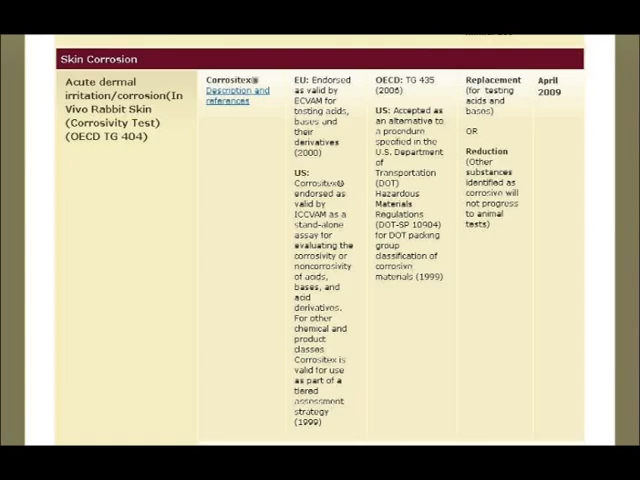 Skin Corrosion
Acute dermal
irritation/corrosion(In
Vivo Rabbit Skin
(Corrosivity Test)
(OECD TG 404)
Corrositex®
Description and
references
EU: Endorsed
as valid by
ECVAM for
testing acids,
bases and
their
derivatives
(2000)
US:
Corrositex®
endorsed as
valid by
ICCVAM as a
stand-alone
assay for
evaluating the
corrosivity or
noncorrosivity
of acids,
bases, and
acid
derivatives.
For other
chemical and
product
classes
Corrositex is
valid for use
as part of a
tiered
assessment
strategy
(1999)
OECD: TG 435
(2006)
US: Accepted as
an alternative to
a procedure
specified in the
U.S. Department
of
Transportation
(DOT)
Hazardous
Materials
Regulations
(DOT-SP 10904)
for DOT packing
group
classification of
corrosive
materials (1999)
Replacement
(for testing
acids and
bases)
OR
Reduction
(Other
substances
identified as
corrosive will
not progress
to animal
tests)
April
2009